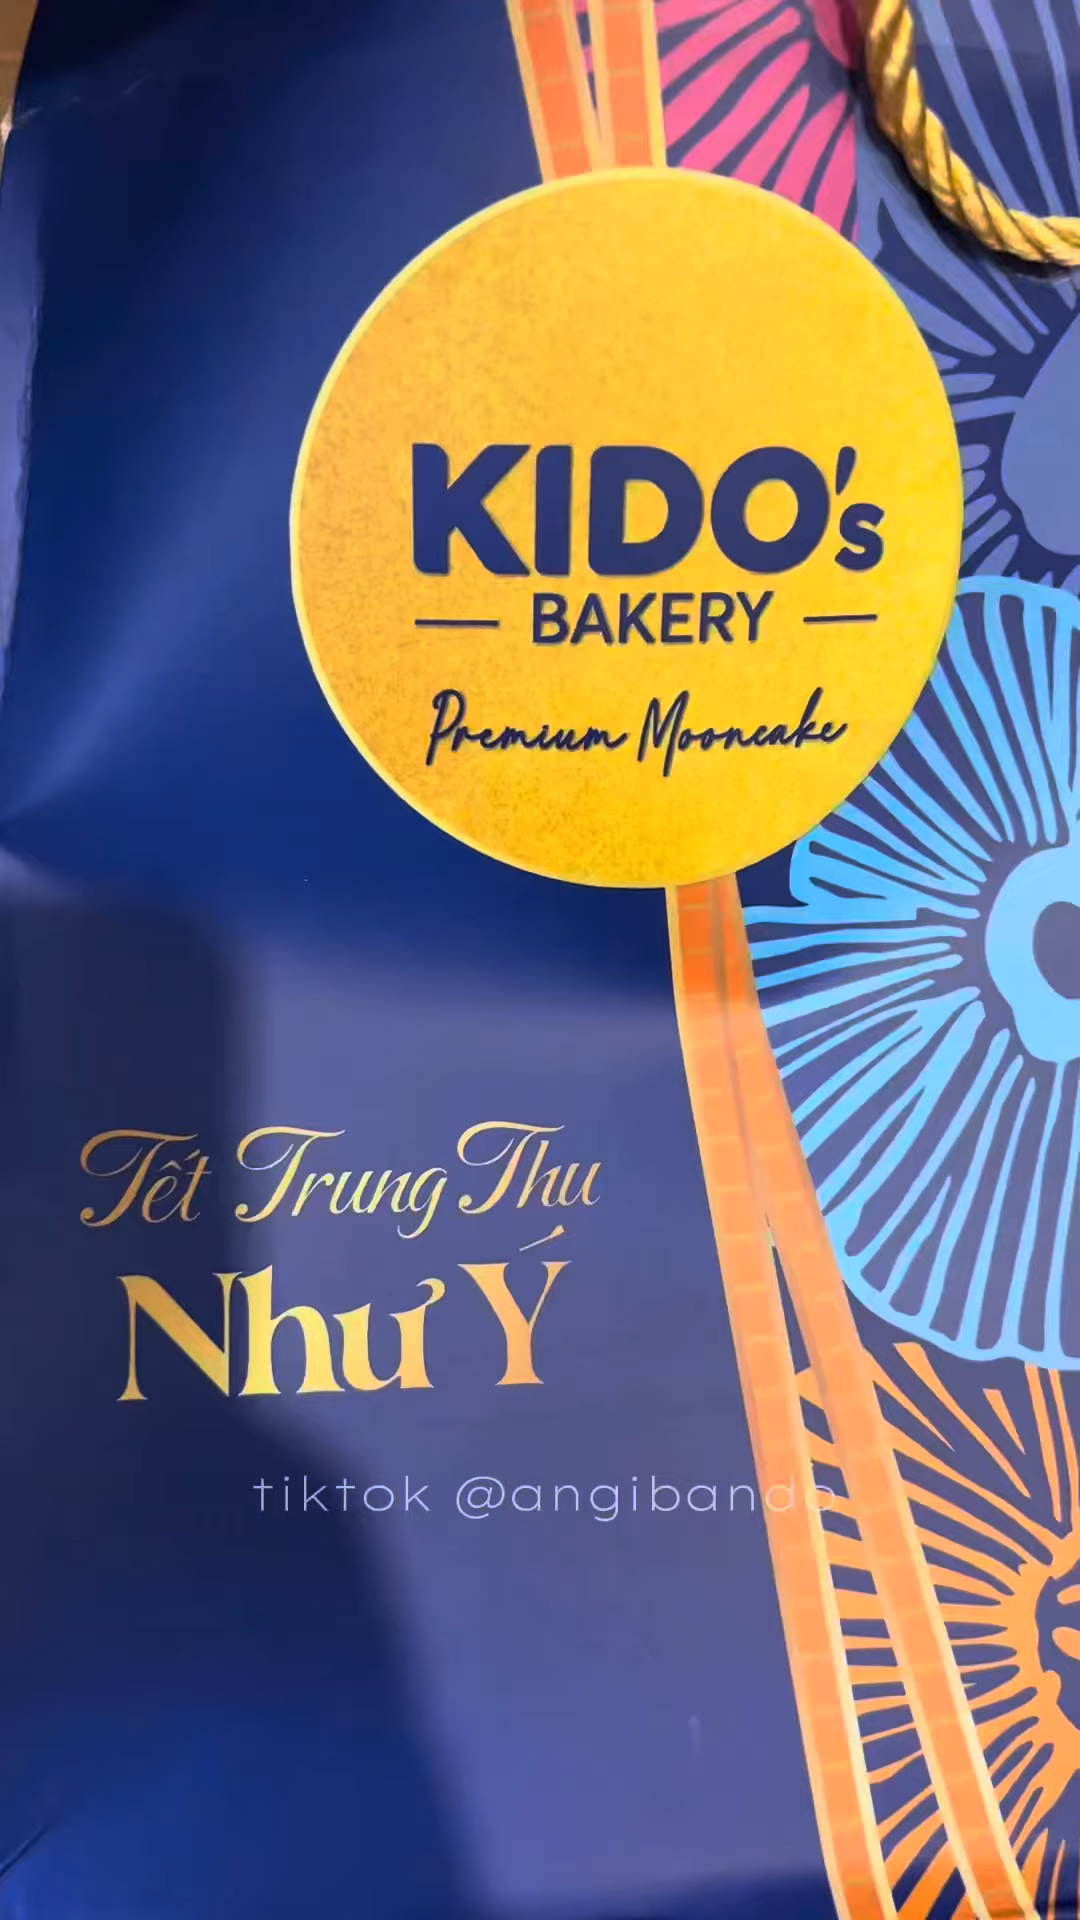 KIDO's
BAKERY
Premium Mooncake
Tết Trung Thu
Như Ý
tiktok @angibando